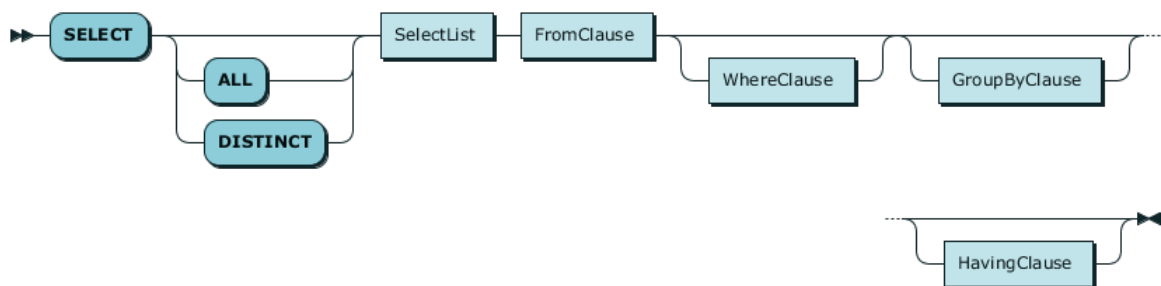 SELECT SelectList FromClause
ALL WhereClause GroupByClause
DISTINCT
HavingClause